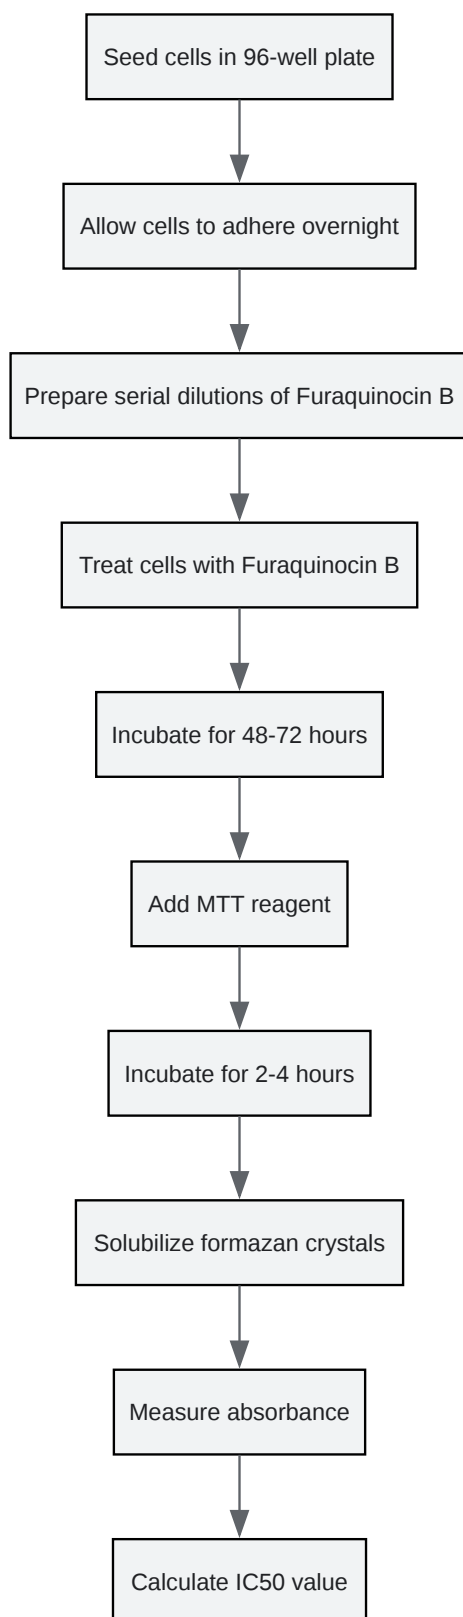 Seed cells in 96-well plate
Allow cells to adhere overnight
Prepare serial dilutions of Furaquinocin B
Treat cells with Furaquinocin B
Incubate for 48-72 hours
Add MTT reagent
Incubate for 2-4 hours
Solubilize formazan crystals
Measure absorbance
Calculate IC50 value